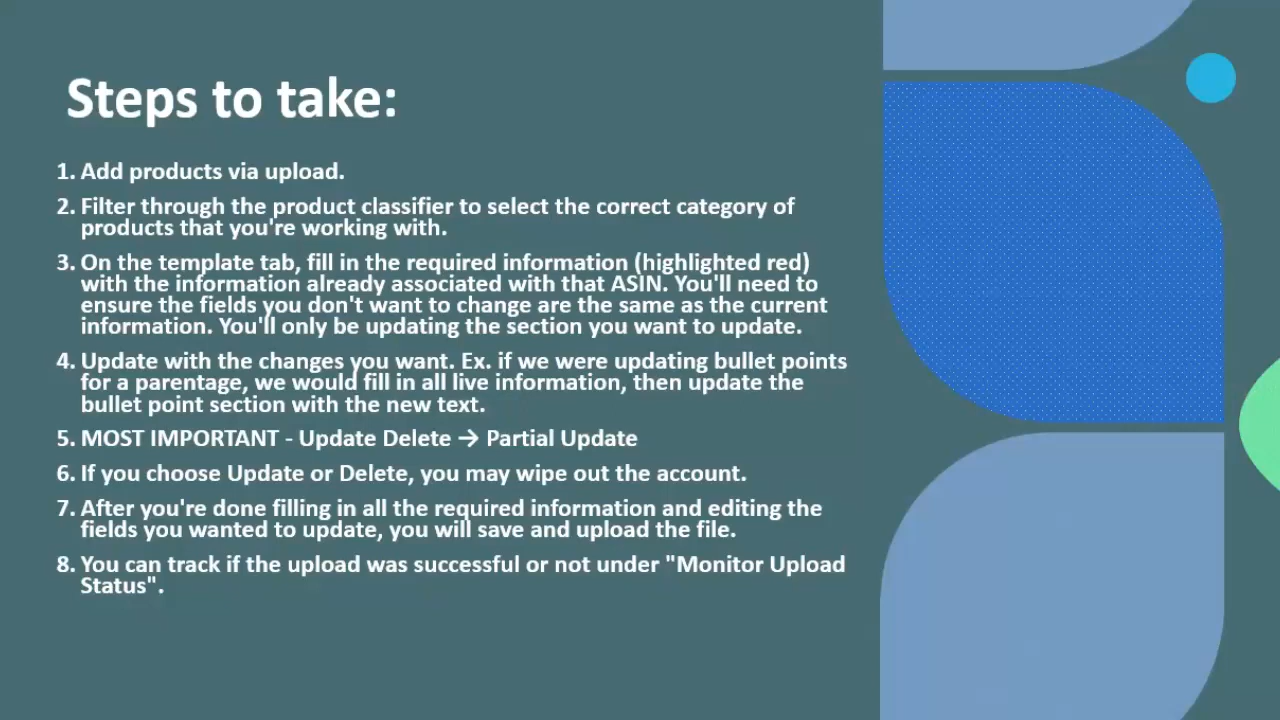 Steps to take:
1. Add products via upload.
2. Filter through the product classifier to select the correct category of
products that you're working with.
3. On the template tab, fill in the required information (highlighted red)
with the information already associated with that ASIN. You'll need to
ensure the fields you don't want to change are the same as the current
information. You'll only be updating the section you want to update.
4. Update with the changes you want. Ex. if we were updating bullet points
for a parentage, we would fill in all live information, then update the
bullet point section with the new text.
5. MOST IMPORTANT - Update Delete → Partial Update
6. If you choose Update or Delete, you may wipe out the account.
7. After you're done filling in all the required information and editing the
fields you wanted to update, you will save and upload the file.
8. You can track if the upload was successful or not under "Monitor Upload
Status".